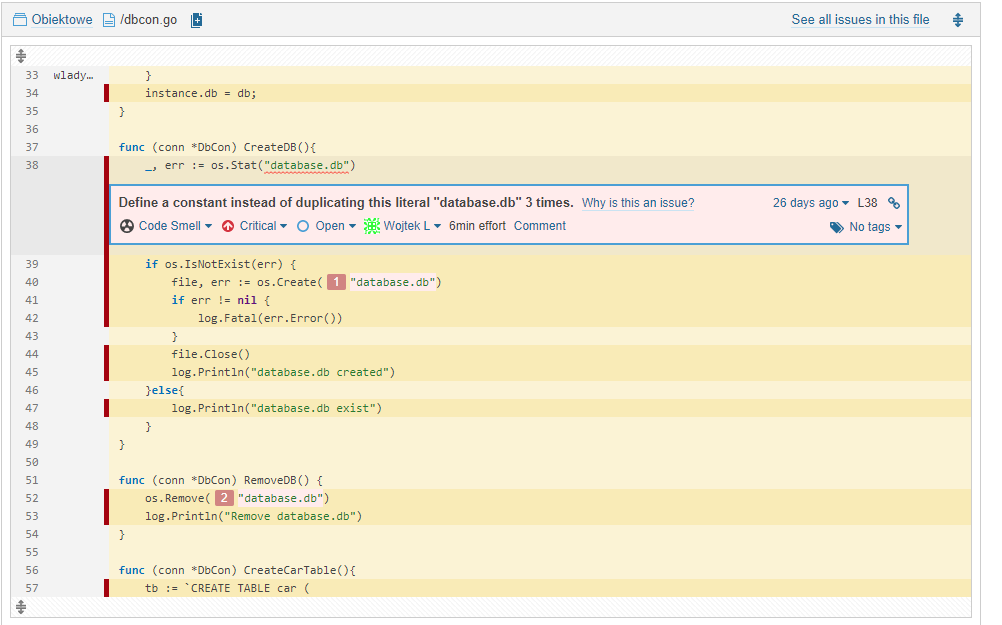 Obiektowe /dbcon.go See all issues in this file
33 wlady… }
34 instance.db = db;
35 }
36
37 func (conn *DbCon) CreateDB(){
38 _, err := os.Stat("database.db")
Define a constant instead of duplicating this literal "database.db" 3 times. Why is this an issue? 26 days ago L38
Code Smell Critical Open Wojtek L 6min effort Comment No tags
39 if os.IsNotExist(err) {
40 file, err := os.Create( 1 "database.db")
41 if err != nil {
42 log.Fatal(err.Error())
43 }
44 file.Close()
45 log.Println("database.db created")
46 }else{
47 log.Println("database.db exist")
48 }
49 }
50
51 func (conn *DbCon) RemoveDB() {
52 os.Remove( 2 "database.db")
53 log.Println("Remove database.db")
54 }
55
56 func (conn *DbCon) CreateCarTable(){
57 tb := `CREATE TABLE car (